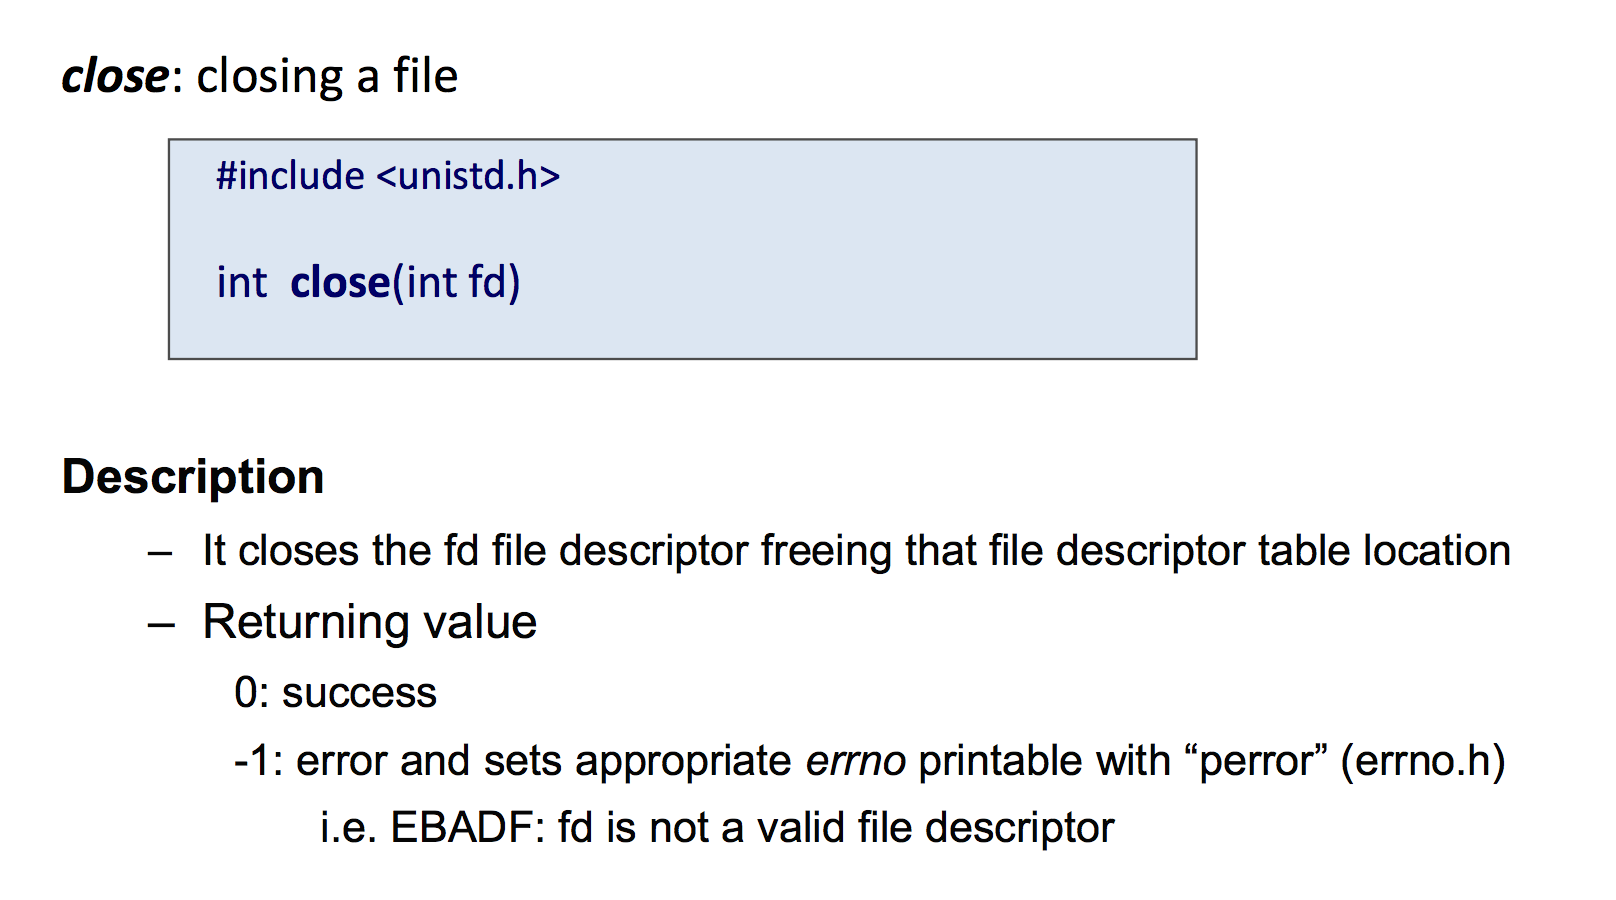 close: closing a file
#include <unistd.h>
int close(int fd)
Description
– It closes the fd file descriptor freeing that file descriptor table location
– Returning value
0: success
-1: error and sets appropriate errno printable with “perror” (errno.h)
i.e. EBADF: fd is not a valid file descriptor